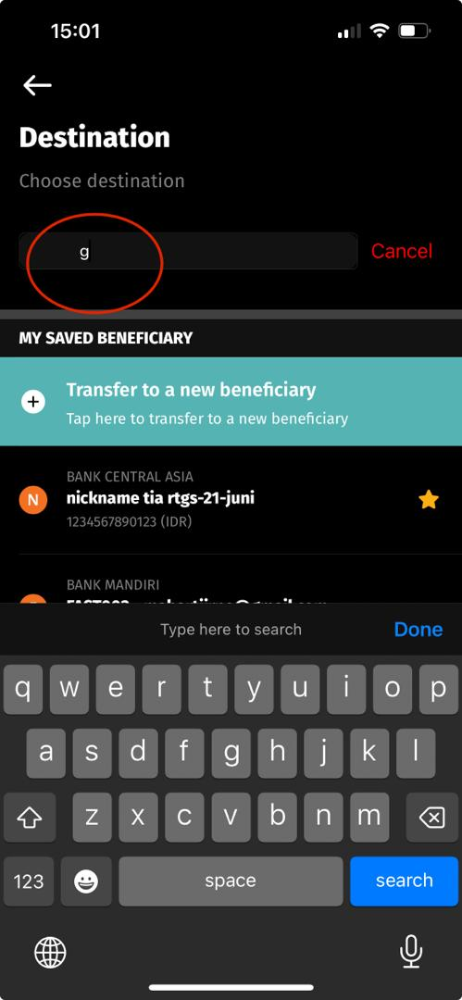 15:01
Destination
Choose destination
g
Cancel
MY SAVED BENEFICIARY
Transfer to a new beneficiary
Tap here to transfer to a new beneficiary
BANK CENTRAL ASIA
N
nickname tia rtgs-21-juni
1234567890123 (IDR)
BANK MANDIRI
Type here to search
Done
q w e r t y u i o p
a s d f g h j k l
z x c v b n m
123
space
search